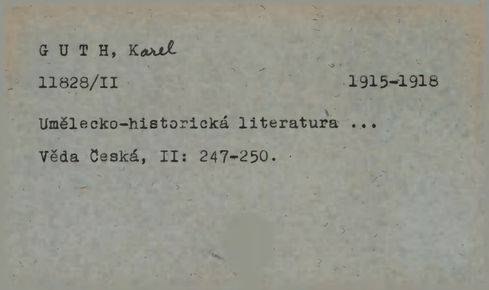 G U T H, Karel
11828/II 1915-1918
Umělecko-historická literatura ...
Věda Česká, II: 247-250.